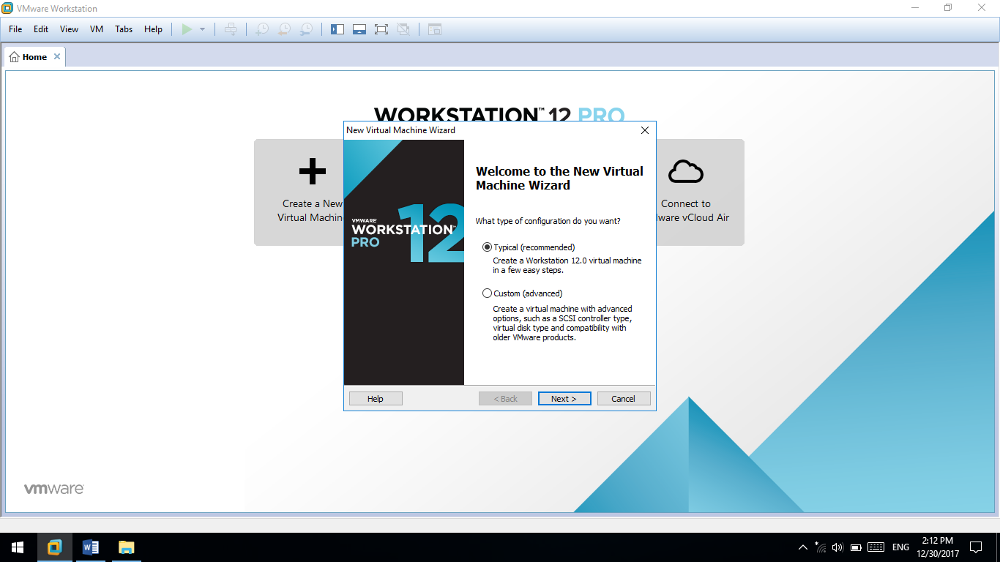 VMware Workstation
File Edit View VM Tabs Help
Home
WORKSTATION™ 12 PRO
Create a New
Virtual Machin
Connect to
ware vCloud Air
New Virtual Machine Wizard
VMWARE®
WORKSTATION™
PRO
12
Welcome to the New Virtual
Machine Wizard
What type of configuration do you want?
Typical (recommended)
Create a Workstation 12.0 virtual machine
in a few easy steps.
Custom (advanced)
Create a virtual machine with advanced
options, such as a SCSI controller type,
virtual disk type and compatibility with
older VMware products.
Help < Back Next > Cancel
vmware
ENG
2:12 PM
12/30/2017